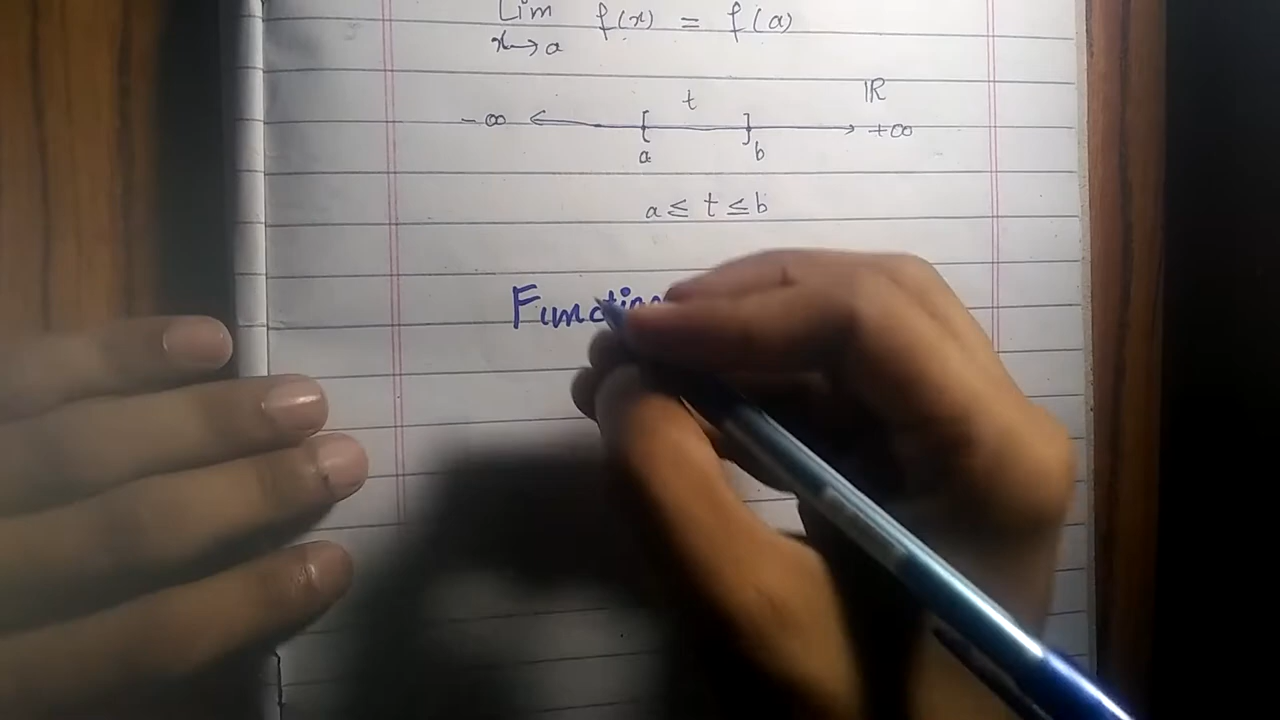 Lim f(x) = f(a)
x→a
t ℝ
-∞ +∞
a b
a ≤ t ≤ b